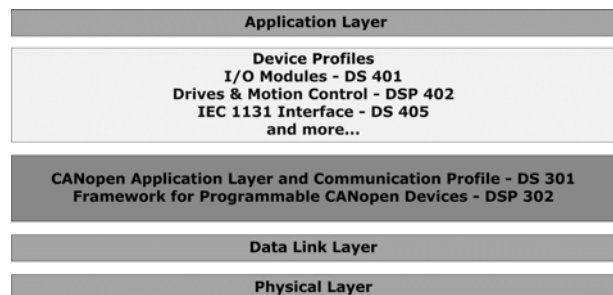 Application Layer
Device Profiles
I/O Modules - DS 401
Drives & Motion Control - DSP 402
IEC 1131 Interface - DS 405
and more...
CANopen Application Layer and Communication Profile - DS 301
Framework for Programmable CANopen Devices - DSP 302
Data Link Layer
Physical Layer